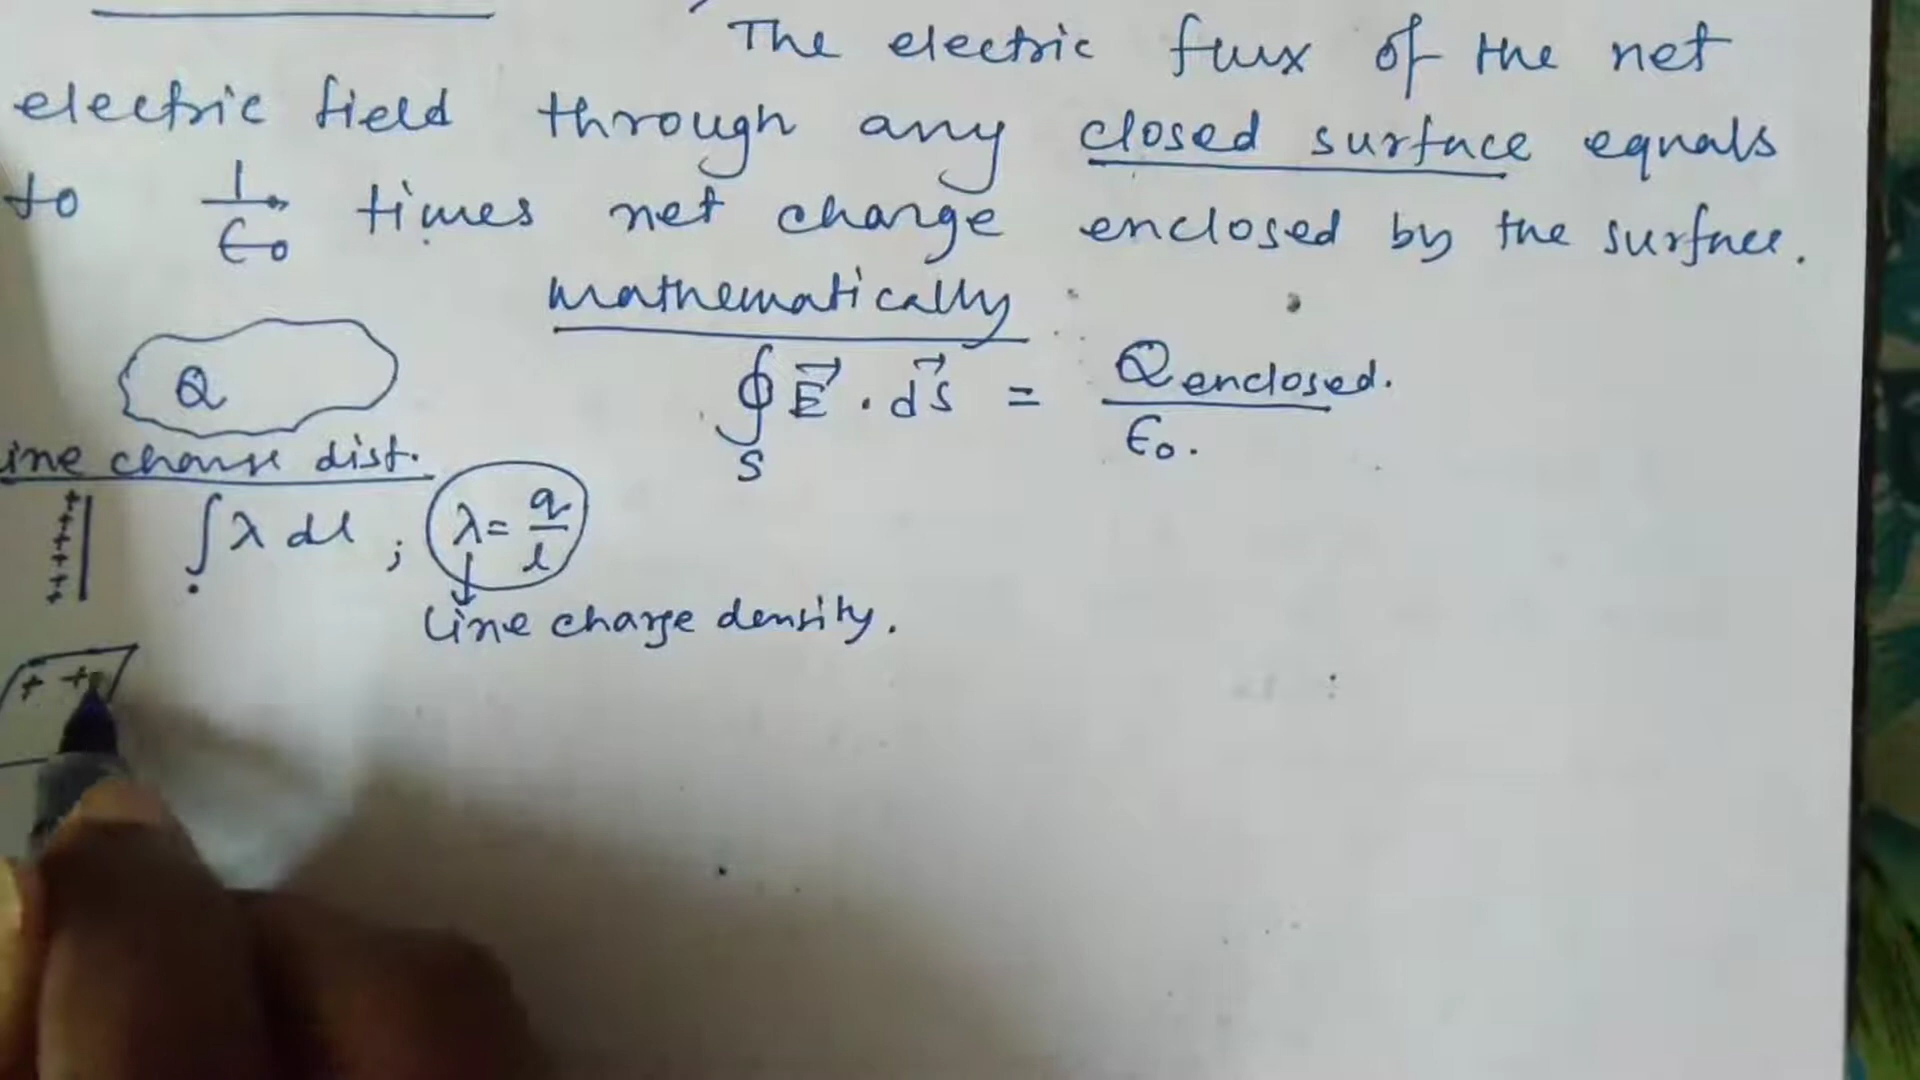 The electric flux of the net
electric field through any closed surface equals
to 1/ϵ0 times net charge enclosed by the surface.
mathematically
Q
∮S E⃗ . dS⃗ = Qenclosed. / ϵ0.
ine charge dist.
+ + + + + +
∫ λ dl ; λ = q/l
Line charge density.
+ +